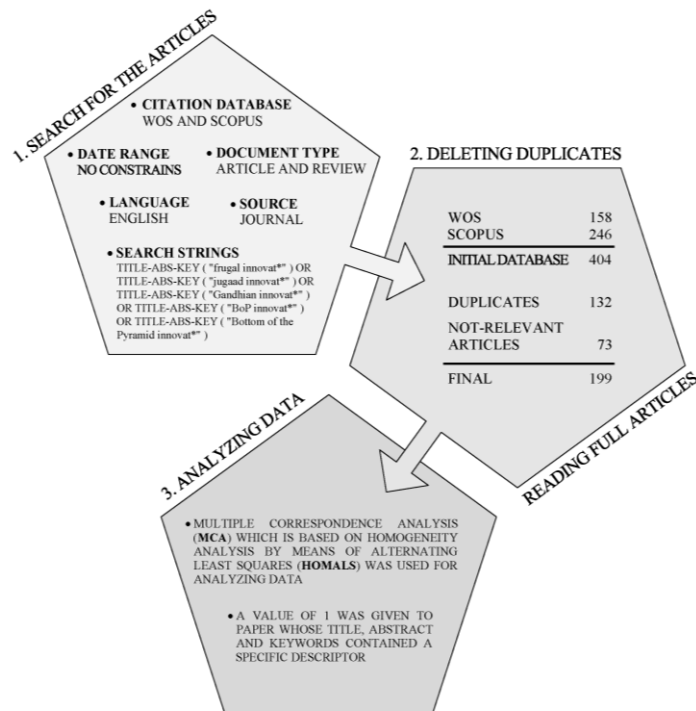 1. SEARCH FOR THE ARTICLES
• CITATION DATABASE
WOS AND SCOPUS
• DATE RANGE
NO CONSTRAINS
• DOCUMENT TYPE
ARTICLE AND REVIEW
• LANGUAGE
ENGLISH
• SOURCE
JOURNAL
• SEARCH STRINGS
TITLE-ABS-KEY ( "frugal innovat*" ) OR
TITLE-ABS-KEY ( "jugaad innovat*" ) OR
TITLE-ABS-KEY ( "Gandhian innovat*" )
OR TITLE-ABS-KEY ( "BoP innovat*" )
OR TITLE-ABS-KEY ( "Bottom of the
Pyramid innovat*" )
2. DELETING DUPLICATES
WOS 158
SCOPUS 246
INITIAL DATABASE 404
DUPLICATES 132
NOT-RELEVANT
ARTICLES 73
FINAL 199
READING FULL ARTICLES
3. ANALYZING DATA
• MULTIPLE CORRESPONDENCE ANALYSIS
(MCA) WHICH IS BASED ON HOMOGENEITY
ANALYSIS BY MEANS OF ALTERNATING
LEAST SQUARES (HOMALS) WAS USED FOR
ANALYZING DATA
• A VALUE OF 1 WAS GIVEN TO
PAPER WHOSE TITLE, ABSTRACT
AND KEYWORDS CONTAINED A
SPECIFIC DESCRIPTOR